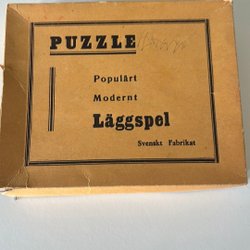 PUZZLE
Populärt
Modernt
Läggspel
Svenskt Fabrikat